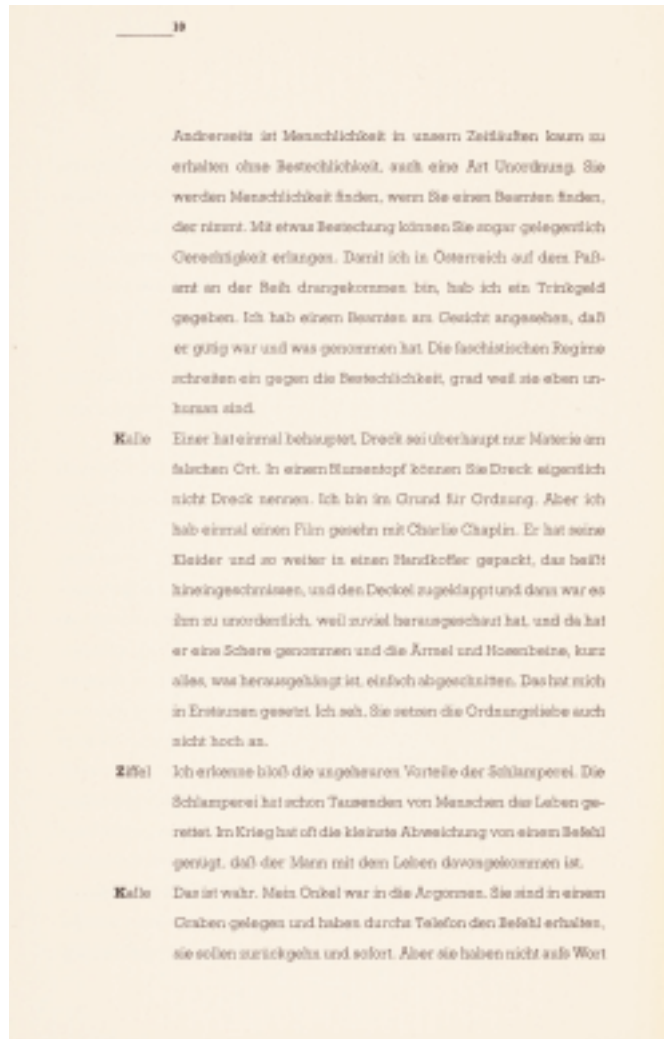 10
Andrerseits ist Menschlichkeit in unsern Zeitläuften kaum zu
erhalten ohne Bestechlichkeit, auch eine Art Unordnung. Sie
werden Menschlichkeit finden, wenn Sie einen Beamten finden,
der nimmt. Mit etwas Bestechung können Sie sogar gelegentlich
Gerechtigkeit erlangen. Damit ich in Österreich auf dem Paß-
amt an der Reih drangekommen bin, hab ich ein Trinkgeld
gegeben. Ich hab einem Beamten am Gesicht angesehen, daß
er gütig war und was genommen hat. Die faschistischen Regime
schreiten ein gegen die Bestechlichkeit, grad weil sie eben un-
human sind.
Kalle Einer hat einmal behauptet, Dreck sei überhaupt nur Materie am
falschen Ort. In einem Blumentopf können Sie Dreck eigentlich
nicht Dreck nennen. Ich bin im Grund für Ordnung. Aber ich
hab einmal einen Film gesehn mit Charlie Chaplin. Er hat seine
Kleider und so weiter in einen Handkoffer gepackt, das heißt
hineingeschmissen, und den Deckel zugeklappt und dann war es
ihm zu unordentlich, weil zuviel herausgeschaut hat, und da hat
er eine Schere genommen und die Ärmel und Hosenbeine, kurz
alles, was herausgehängt ist, einfach abgeschnitten. Das hat mich
in Erstaunen gesetzt. Ich seh, Sie setzen die Ordnungsliebe auch
nicht hoch an.
Ziffel Ich erkenne bloß die ungeheuren Vorteile der Schlamperei. Die
Schlamperei hat schon Tausenden von Menschen das Leben ge-
rettet. Im Krieg hat oft die kleinste Abweichung von einem Befehl
genügt, daß der Mann mit dem Leben davongekommen ist.
Kalle Das ist wahr. Mein Onkel war in die Argonnen. Sie sind in einem
Graben gelegen und haben durchs Telefon den Befehl erhalten,
sie sollen zurückgehn und sofort. Aber sie haben nicht aufs Wort